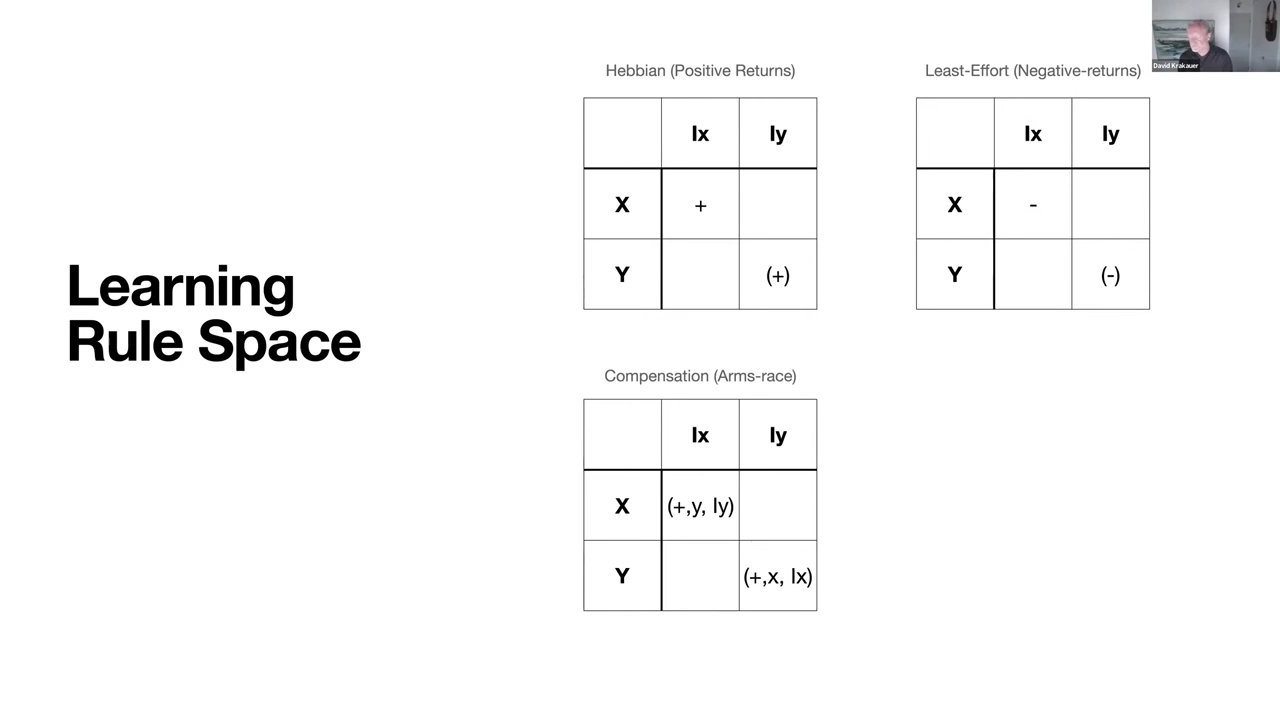 David Krakauer
Learning
Rule Space
Hebbian (Positive Returns)
Ix Iy
X +
Y (+)
Least-Effort (Negative-returns)
Ix Iy
X -
Y (-)
Compensation (Arms-race)
Ix Iy
X (+,y, Iy)
Y (+,x, Ix)